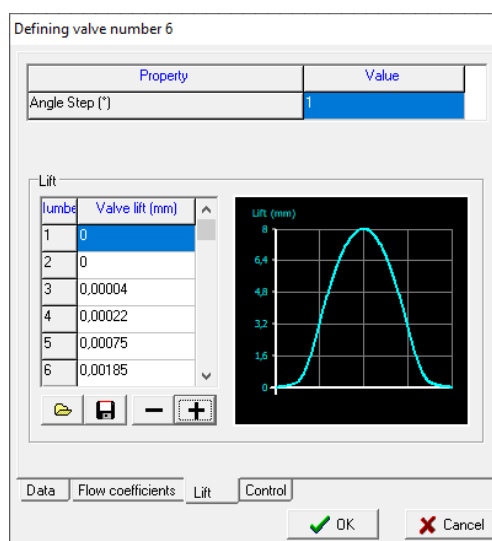 Defining valve number 6
Property Value
Angle Step (°) 1
Lift
lumbe Valve lift (mm)
1 0
2 0
3 0,00004
4 0,00022
5 0,00075
6 0,00185
Lift (mm)
8
6,4
4,8
3,2
1,6
0
Data Flow coefficients Lift Control
OK Cancel